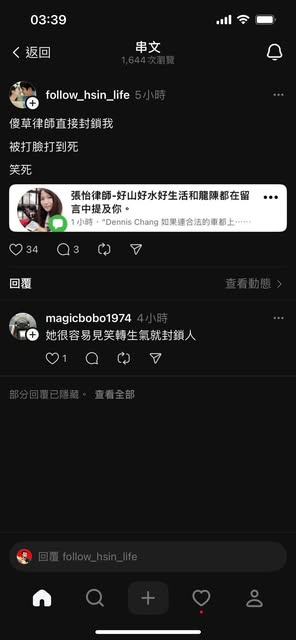 03:39
返回
串文
1,644次瀏覽
follow_hsin_life 5小時
傻草律師直接封鎖我
被打臉打到死
笑死
張怡律師-好山好水好生活和龍陳都在留
言中提及你。
1 小時 · "Dennis Chang 如果連合法的車都上⋯⋯
34 3
回覆 查看動態
magicbobo1974 4小時
她很容易見笑轉生氣就封鎖人
1
部分回覆已隱藏。 查看全部
回覆 follow_hsin_life